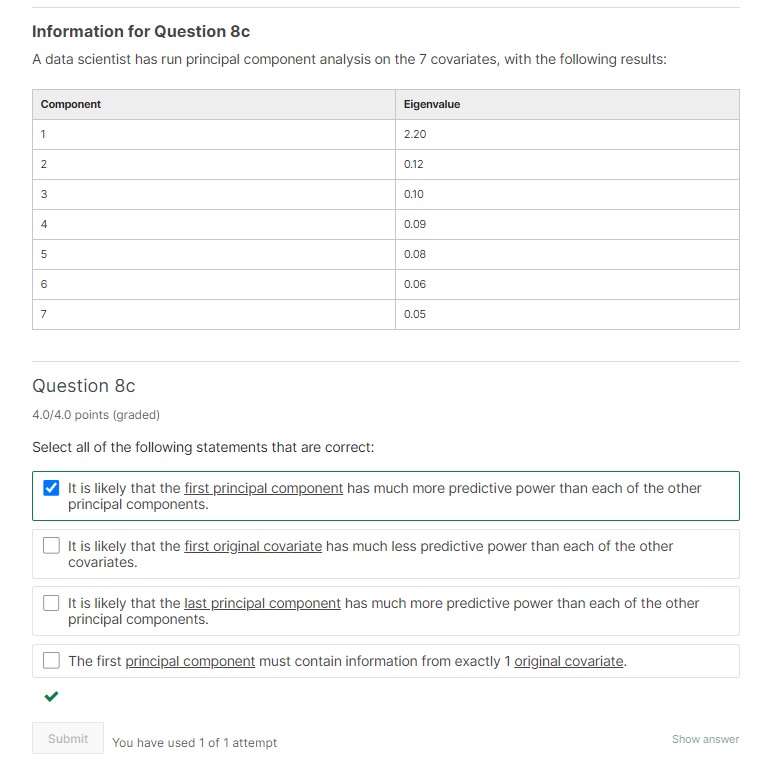 Information for Question 8c
A data scientist has run principal component analysis on the 7 covariates, with the following results:
Component Eigenvalue
1 2.20
2 0.12
3 0.10
4 0.09
5 0.08
6 0.06
7 0.05
Question 8c
4.0/4.0 points (graded)
Select all of the following statements that are correct:
It is likely that the first principal component has much more predictive power than each of the other
principal components.
It is likely that the first original covariate has much less predictive power than each of the other
covariates.
It is likely that the last principal component has much more predictive power than each of the other
principal components.
The first principal component must contain information from exactly 1 original covariate.
Submit You have used 1 of 1 attempt Show answer